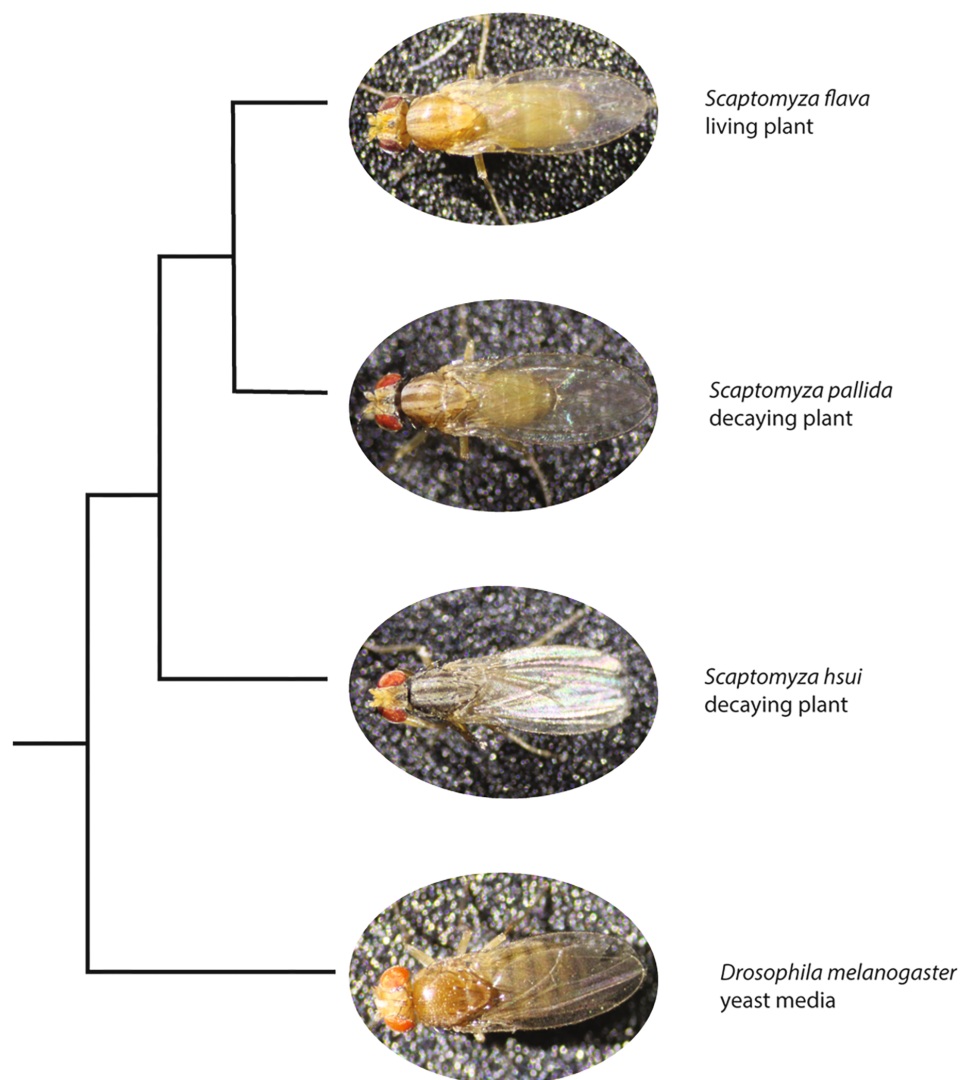 Scaptomyza flava
living plant
Scaptomyza pallida
decaying plant
Scaptomyza hsui
decaying plant
Drosophila melanogaster
yeast media